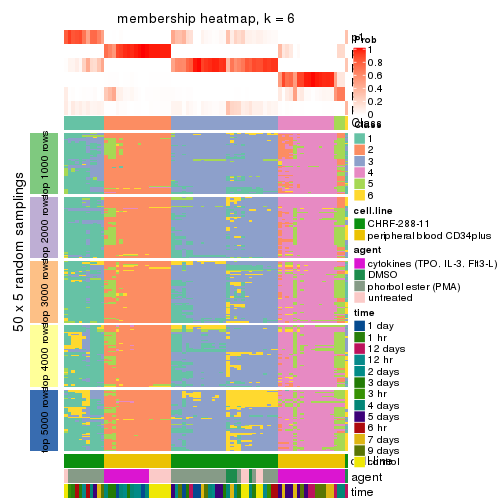 membership heatmap, k = 6
50 x 5 random samplings
top 1000 rows
top 2000 rows
top 3000 rows
top 4000 rows
top 5000 rows
Class
cell.line
agent
time
Prob
1
0.8
0.6
0.4
0.2
0
Class
1
2
3
4
5
6
cell.line
CHRF-288-11
peripheral blood CD34plus
agent
cytokines (TPO, IL-3, Flt3-L)
DMSO
phorbol ester (PMA)
untreated
time
1 day
1 hr
12 days
12 hr
2 days
3 days
3 hr
4 days
5 days
6 hr
7 days
9 days
control